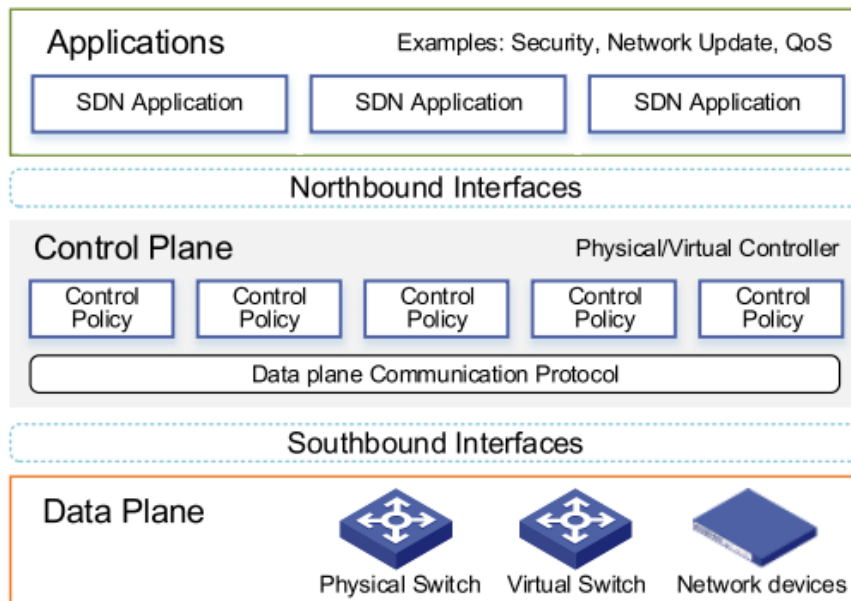 Applications
Examples: Security, Network Update, QoS
SDN Application
SDN Application
SDN Application
Northbound Interfaces
Control Plane
Physical/Virtual Controller
Control
Policy
Control
Policy
Control
Policy
Control
Policy
Control
Policy
Data plane Communication Protocol
Southbound Interfaces
Data Plane
Physical Switch
Virtual Switch
Network devices